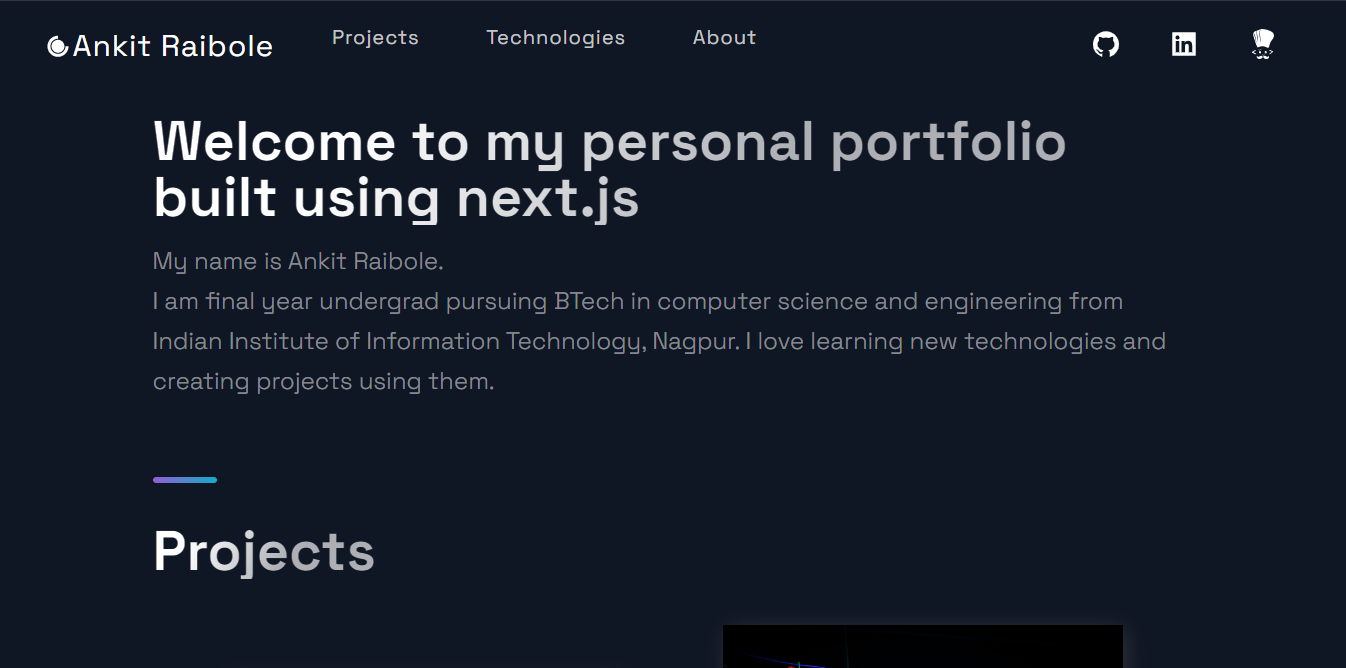 Ankit Raibole
Projects
Technologies
About
in
Welcome to my personal portfolio
built using next.js
My name is Ankit Raibole.
I am final year undergrad pursuing BTech in computer science and engineering from
Indian Institute of Information Technology, Nagpur. I love learning new technologies and
creating projects using them.
Projects